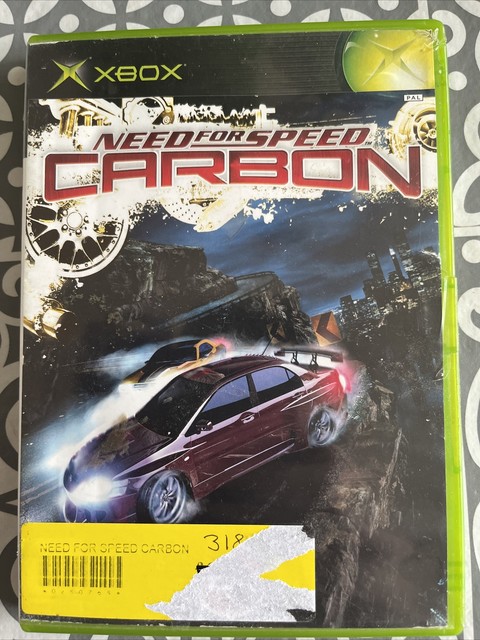 XBOX
PAL
NEED FOR SPEED
CARBON
NEED FOR SPEED CARBON 318